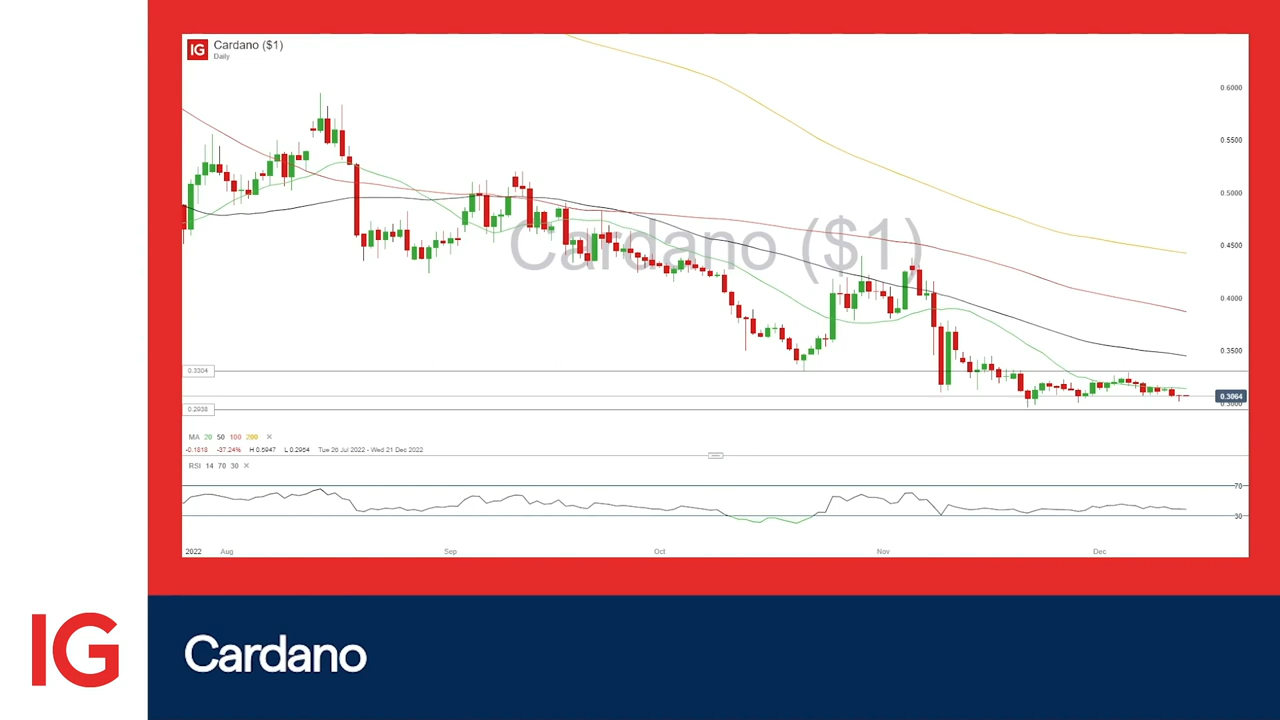 IG
Cardano ($1)
Daily
Cardano ($1)
0.6000
0.5500
0.5000
0.4500
0.4000
0.3500
0.3064
0.3000
0.3304
0.2938
MA 20 50 100 200 ×
-0.1818 -37.24% H 0.5947 L 0.2964 Tue 26 Jul 2022 - Wed 21 Dec 2022
RSI 14 70 30 ×
70
30
2022 Aug Sep Oct Nov Dec
IG
Cardano